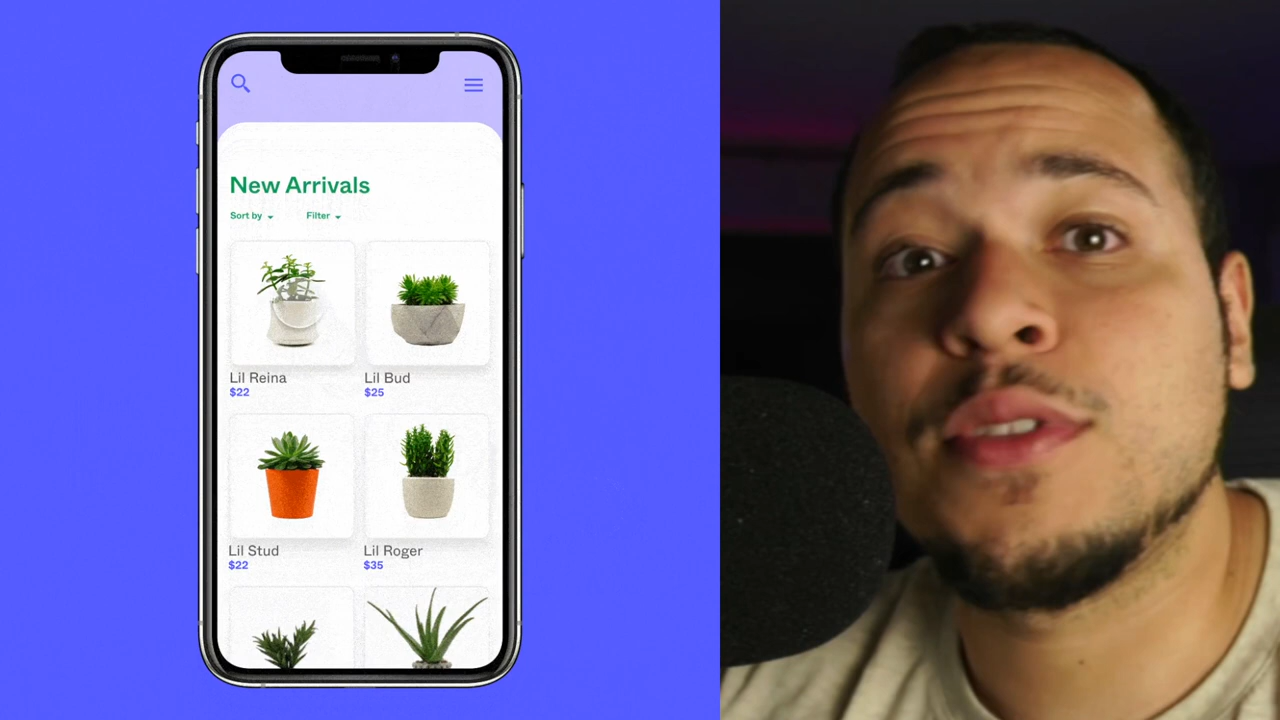 New Arrivals
Sort by Filter
Lil Reina Lil Bud
$22 $25
Lil Stud Lil Roger
$22 $35